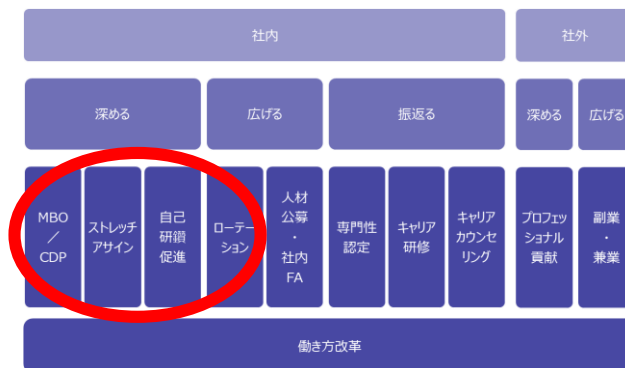 社内
社外
深める
広げる
振返る
深める
広げる
MBO
／
CDP
ストレッチ
アサイン
自己
研鑽
促進
ローテー
ション
人材
公募
・
社内
FA
専門性
認定
キャリア
研修
キャリア
カウンセ
リング
プロフェッ
ショナル
貢献
副業
・
兼業
働き方改革